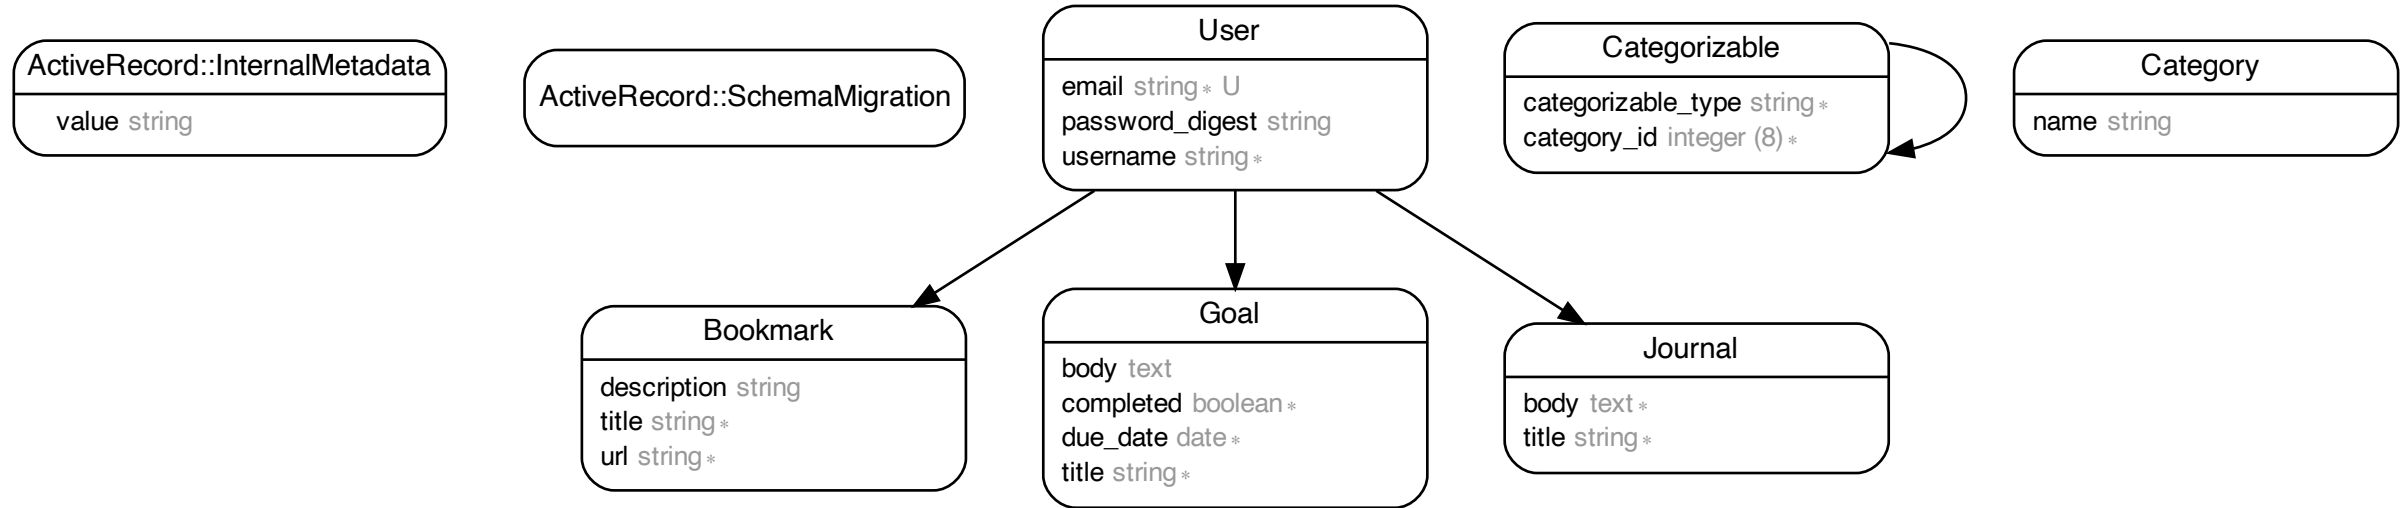 ActiveRecord::InternalMetadata
value string
ActiveRecord::SchemaMigration
User
email string * U
password_digest string
username string *
Categorizable
categorizable_type string *
category_id integer (8) *
Category
name string
Bookmark
description string
title string *
url string *
Goal
body text
completed boolean *
due_date date *
title string *
Journal
body text *
title string *